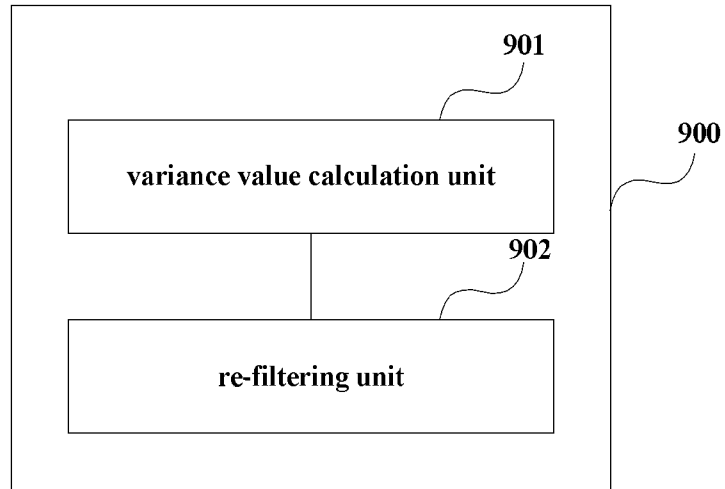 901
900
variance value calculation unit
902
re-filtering unit